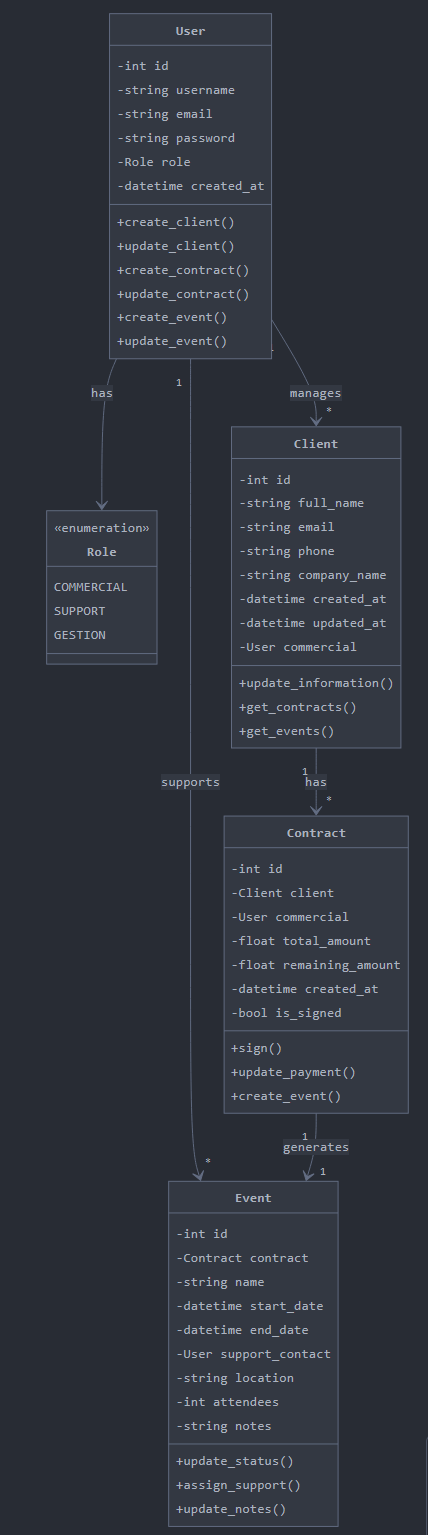 User
-int id
-string username
-string email
-string password
-Role role
-datetime created_at
+create_client()
+update_client()
+create_contract()
+update_contract()
+create_event()
+update_event()
1
has
manages
*
Client
-int id
-string full_name
-string email
-string phone
-string company_name
-datetime created_at
-datetime updated_at
-User commercial
+update_information()
+get_contracts()
+get_events()
«enumeration»
Role
COMMERCIAL
SUPPORT
GESTION
supports
1
has
*
Contract
-int id
-Client client
-User commercial
-float total_amount
-float remaining_amount
-datetime created_at
-bool is_signed
+sign()
+update_payment()
+create_event()
1
generates
*
1
Event
-int id
-Contract contract
-string name
-datetime start_date
-datetime end_date
-User support_contact
-string location
-int attendees
-string notes
+update_status()
+assign_support()
+update_notes()